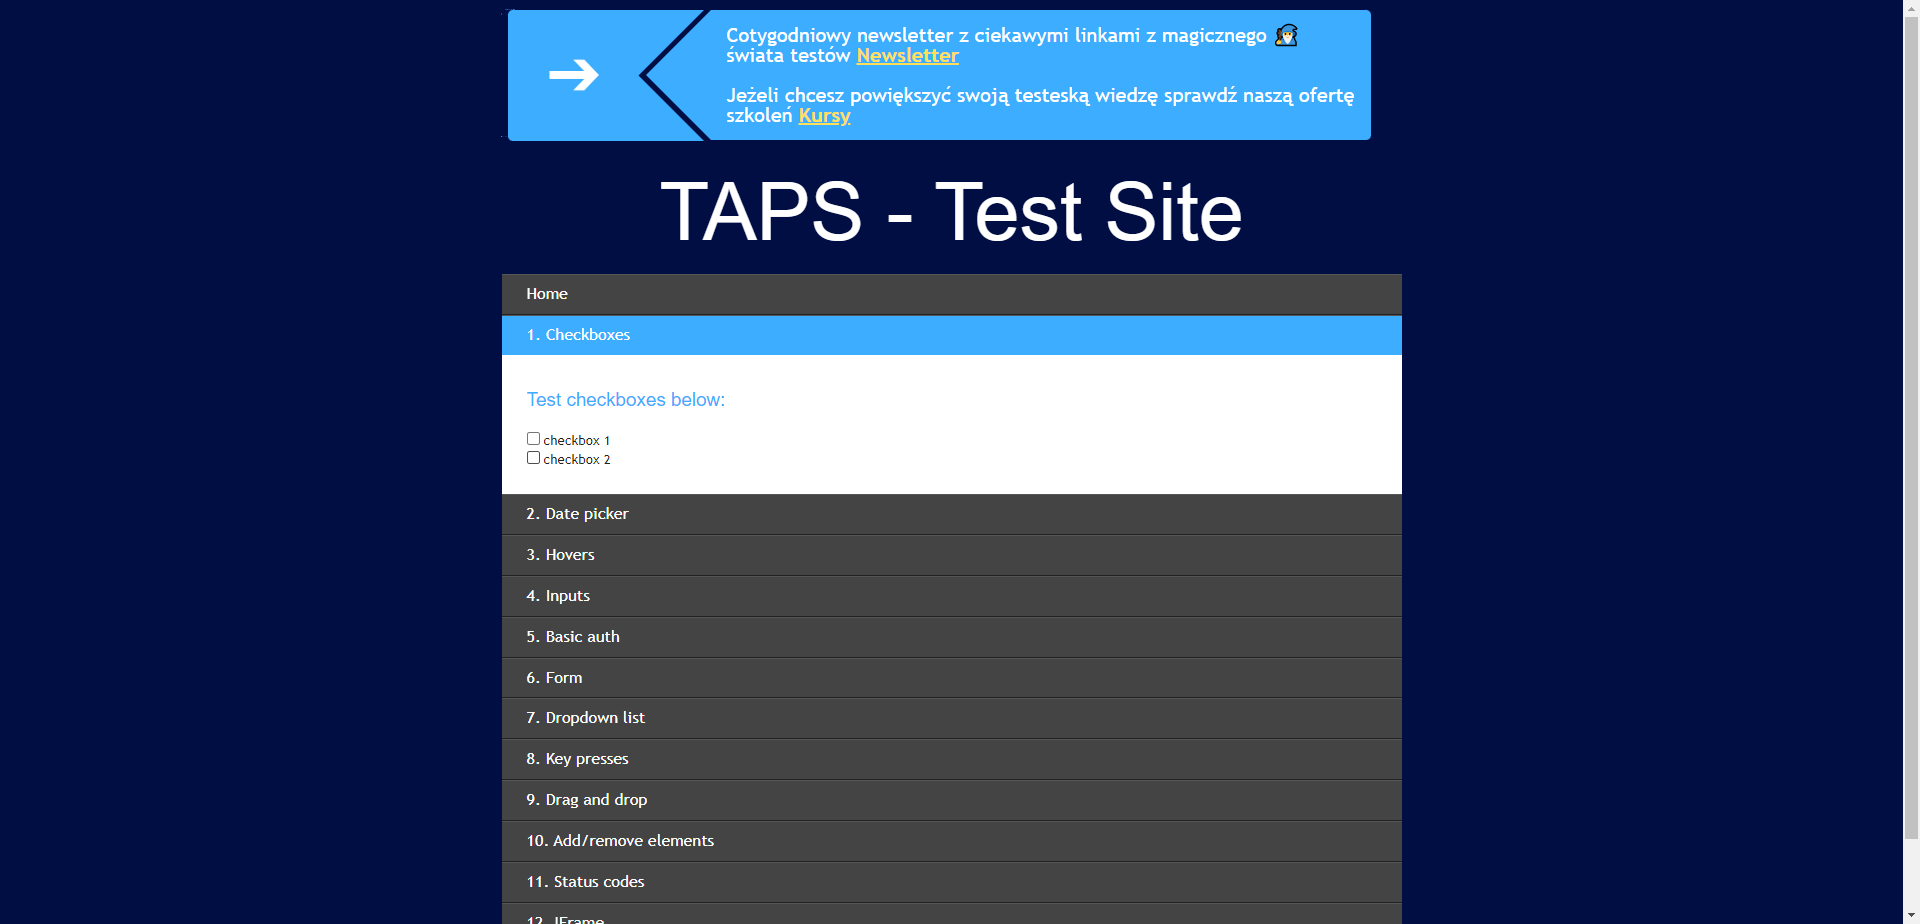 Cotygodniowy newsletter z ciekawymi linkami z magicznego
świata testów Newsletter
Jeżeli chcesz powiększyć swoją testeską wiedzę sprawdź naszą ofertę
szkoleń Kursy
TAPS - Test Site
Home
1. Checkboxes
Test checkboxes below:
checkbox 1
checkbox 2
2. Date picker
3. Hovers
4. Inputs
5. Basic auth
6. Form
7. Dropdown list
8. Key presses
9. Drag and drop
10. Add/remove elements
11. Status codes
12. IFrame